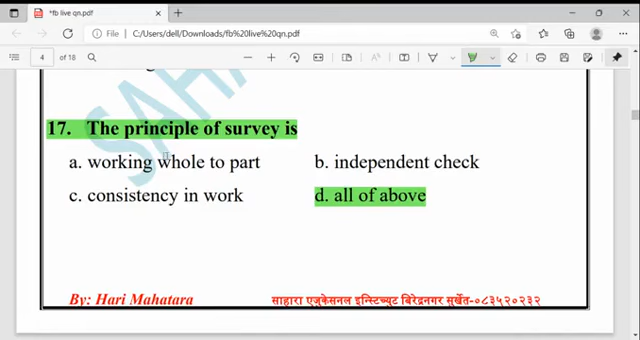 *fb live qn.pdf
File C:/Users/dell/Downloads/fb%20live%20qn.pdf
4 of 18
SAHA
17. The principle of survey is
a. working whole to part b. independent check
c. consistency in work d. all of above
By: Hari Mahatara साहारा एजुकेसनल इन्स्टिच्युट बिरेद्रनगर सुर्खेत-०८३५२०२३२